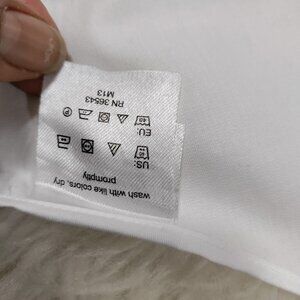 wash with like colors, dry
promptly
US:
EU:
RN 36543
M13